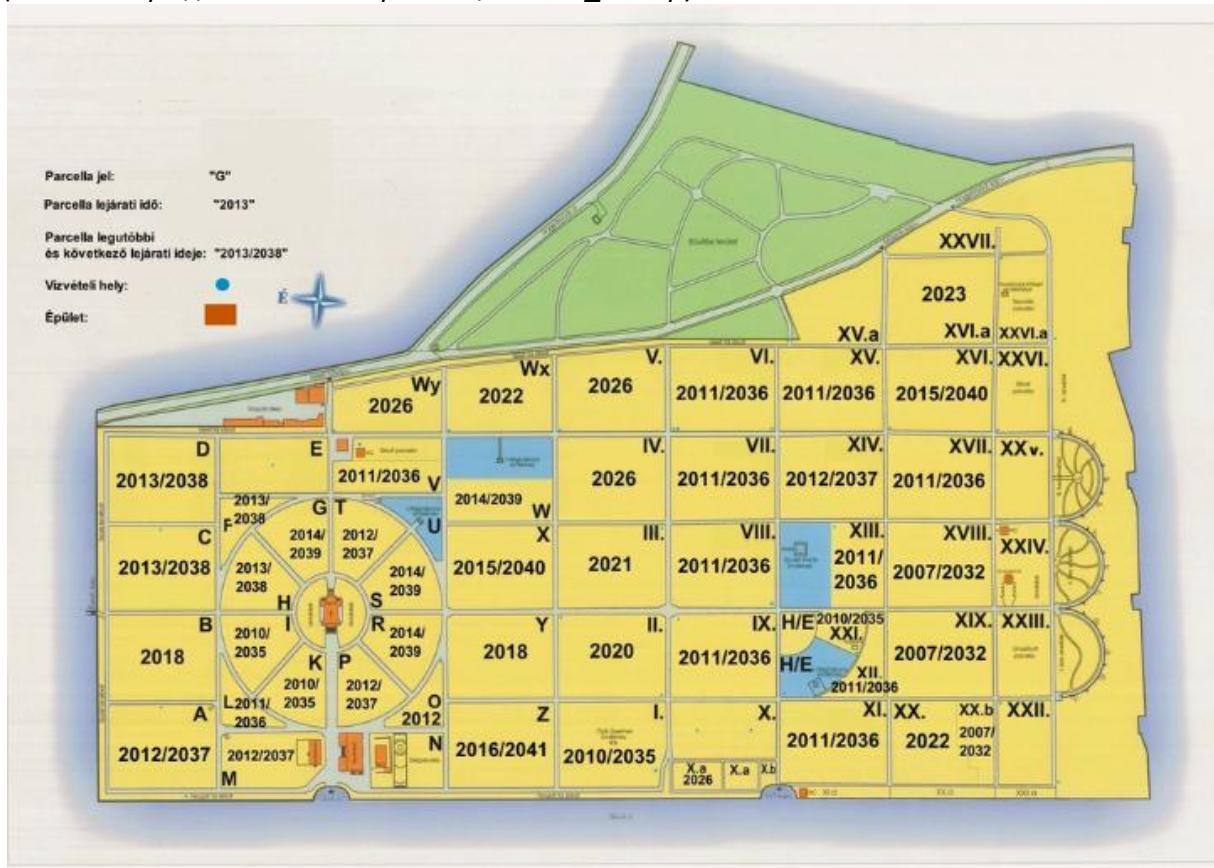 Parcella jel: "G"
Parcella lejárati idő: "2013"
Parcella legutóbbi
és következő lejárati ideje: "2013/2038"
Vízvételi hely:
É
Épület:
XXVII.
2023
XV.a
XVI.a
XXVI.a
Wy
2026
Wx
2022
V.
2026
VI.
2011/2036
XV.
2011/2036
XVI.
2015/2040
XXVI.
D
2013/2038
E
2011/2036 V
2014/2039
W
IV.
2026
VII.
2011/2036
XIV.
2012/2037
XVII.
2011/2036
XXv.
F
2013/
2038
G
2014/
2039
T
2012/
2037
U
C
2013/2038
2013/
2038
H
S
2014/
2039
X
2015/2040
III.
2021
VIII.
2011/2036
XIII.
2011/
2036
XVIII.
2007/2032
XXIV.
B
2018
I
2010/
2035
K
2010/
2035
R
2014/
2039
P
2012/
2037
Y
2018
II.
2020
IX.
2011/2036
H/E
2010/2035
XXI.
H/E
XII.
2011/2036
XIX.
2007/2032
XXIII.
L
2011/
2036
O
2012
A
2012/2037
2012/2037
M
N
Z
2016/2041
I.
2010/2035
X.
X.a
2026
X.a
X.b
XI.
2011/2036
XX.
2022
XX.b
2007/
2032
XXII.